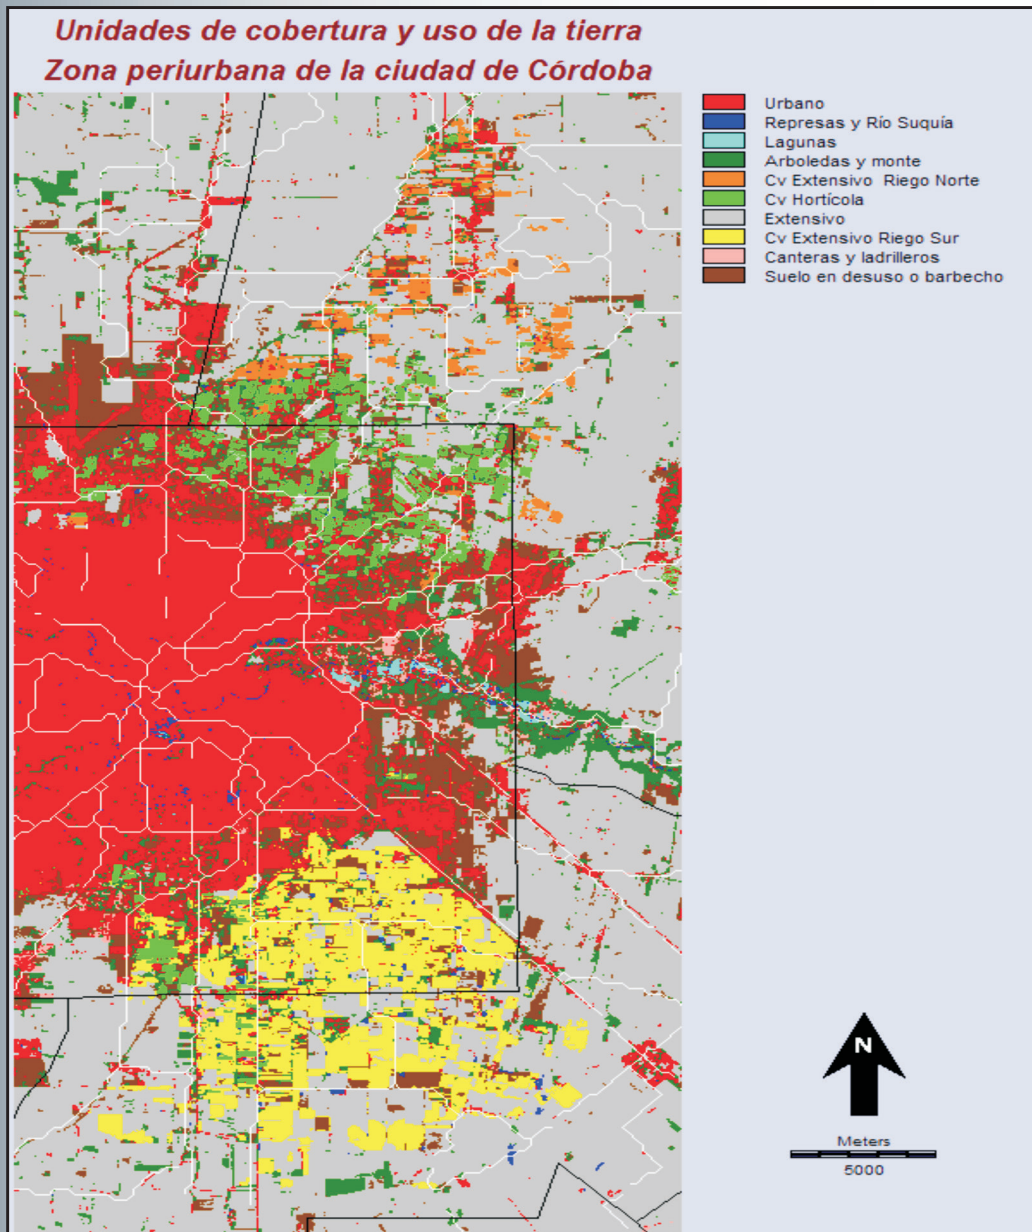 Unidades de cobertura y uso de la tierra
Zona periurbana de la ciudad de Córdoba
Urbano
Represas y Río Suquía
Lagunas
Arboledas y monte
Cv Extensivo Riego Norte
Cv Hortícola
Extensivo
Cv Extensivo Riego Sur
Canteras y ladrilleros
Suelo en desuso o barbecho
N
Meters
5000